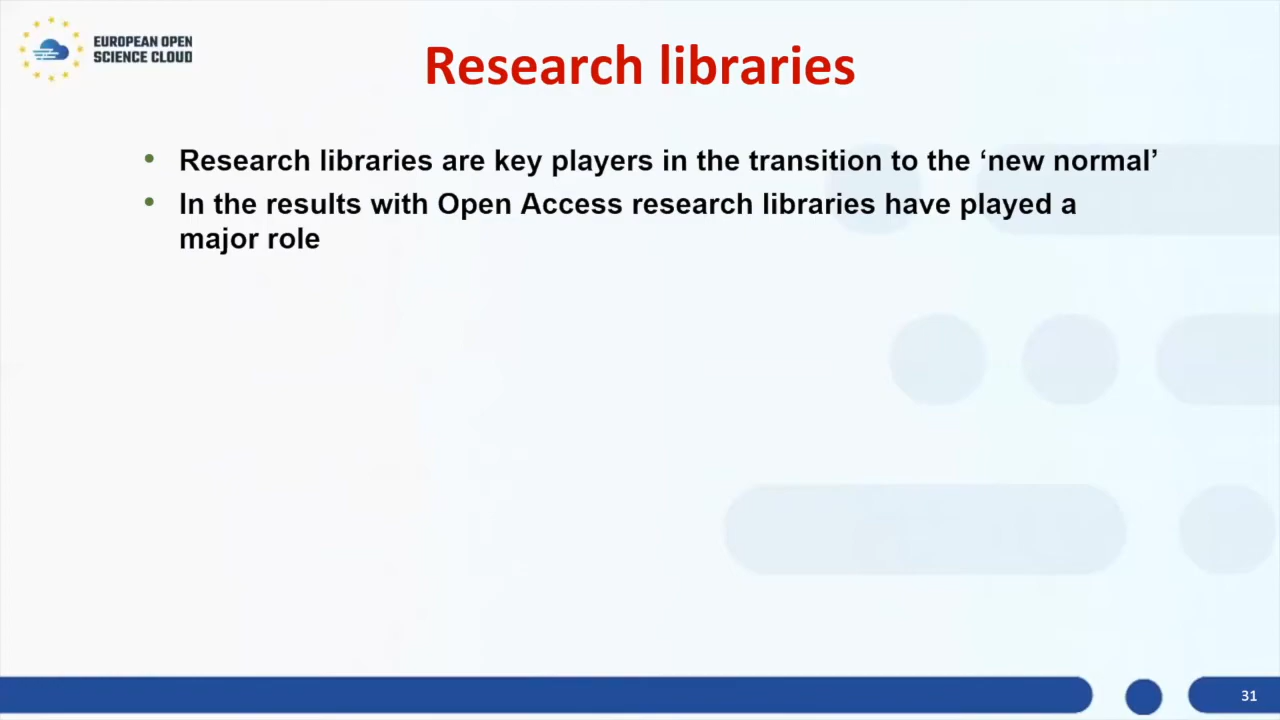 EUROPEAN OPEN
SCIENCE CLOUD
Research libraries
• Research libraries are key players in the transition to the ‘new normal’
• In the results with Open Access research libraries have played a
major role
31